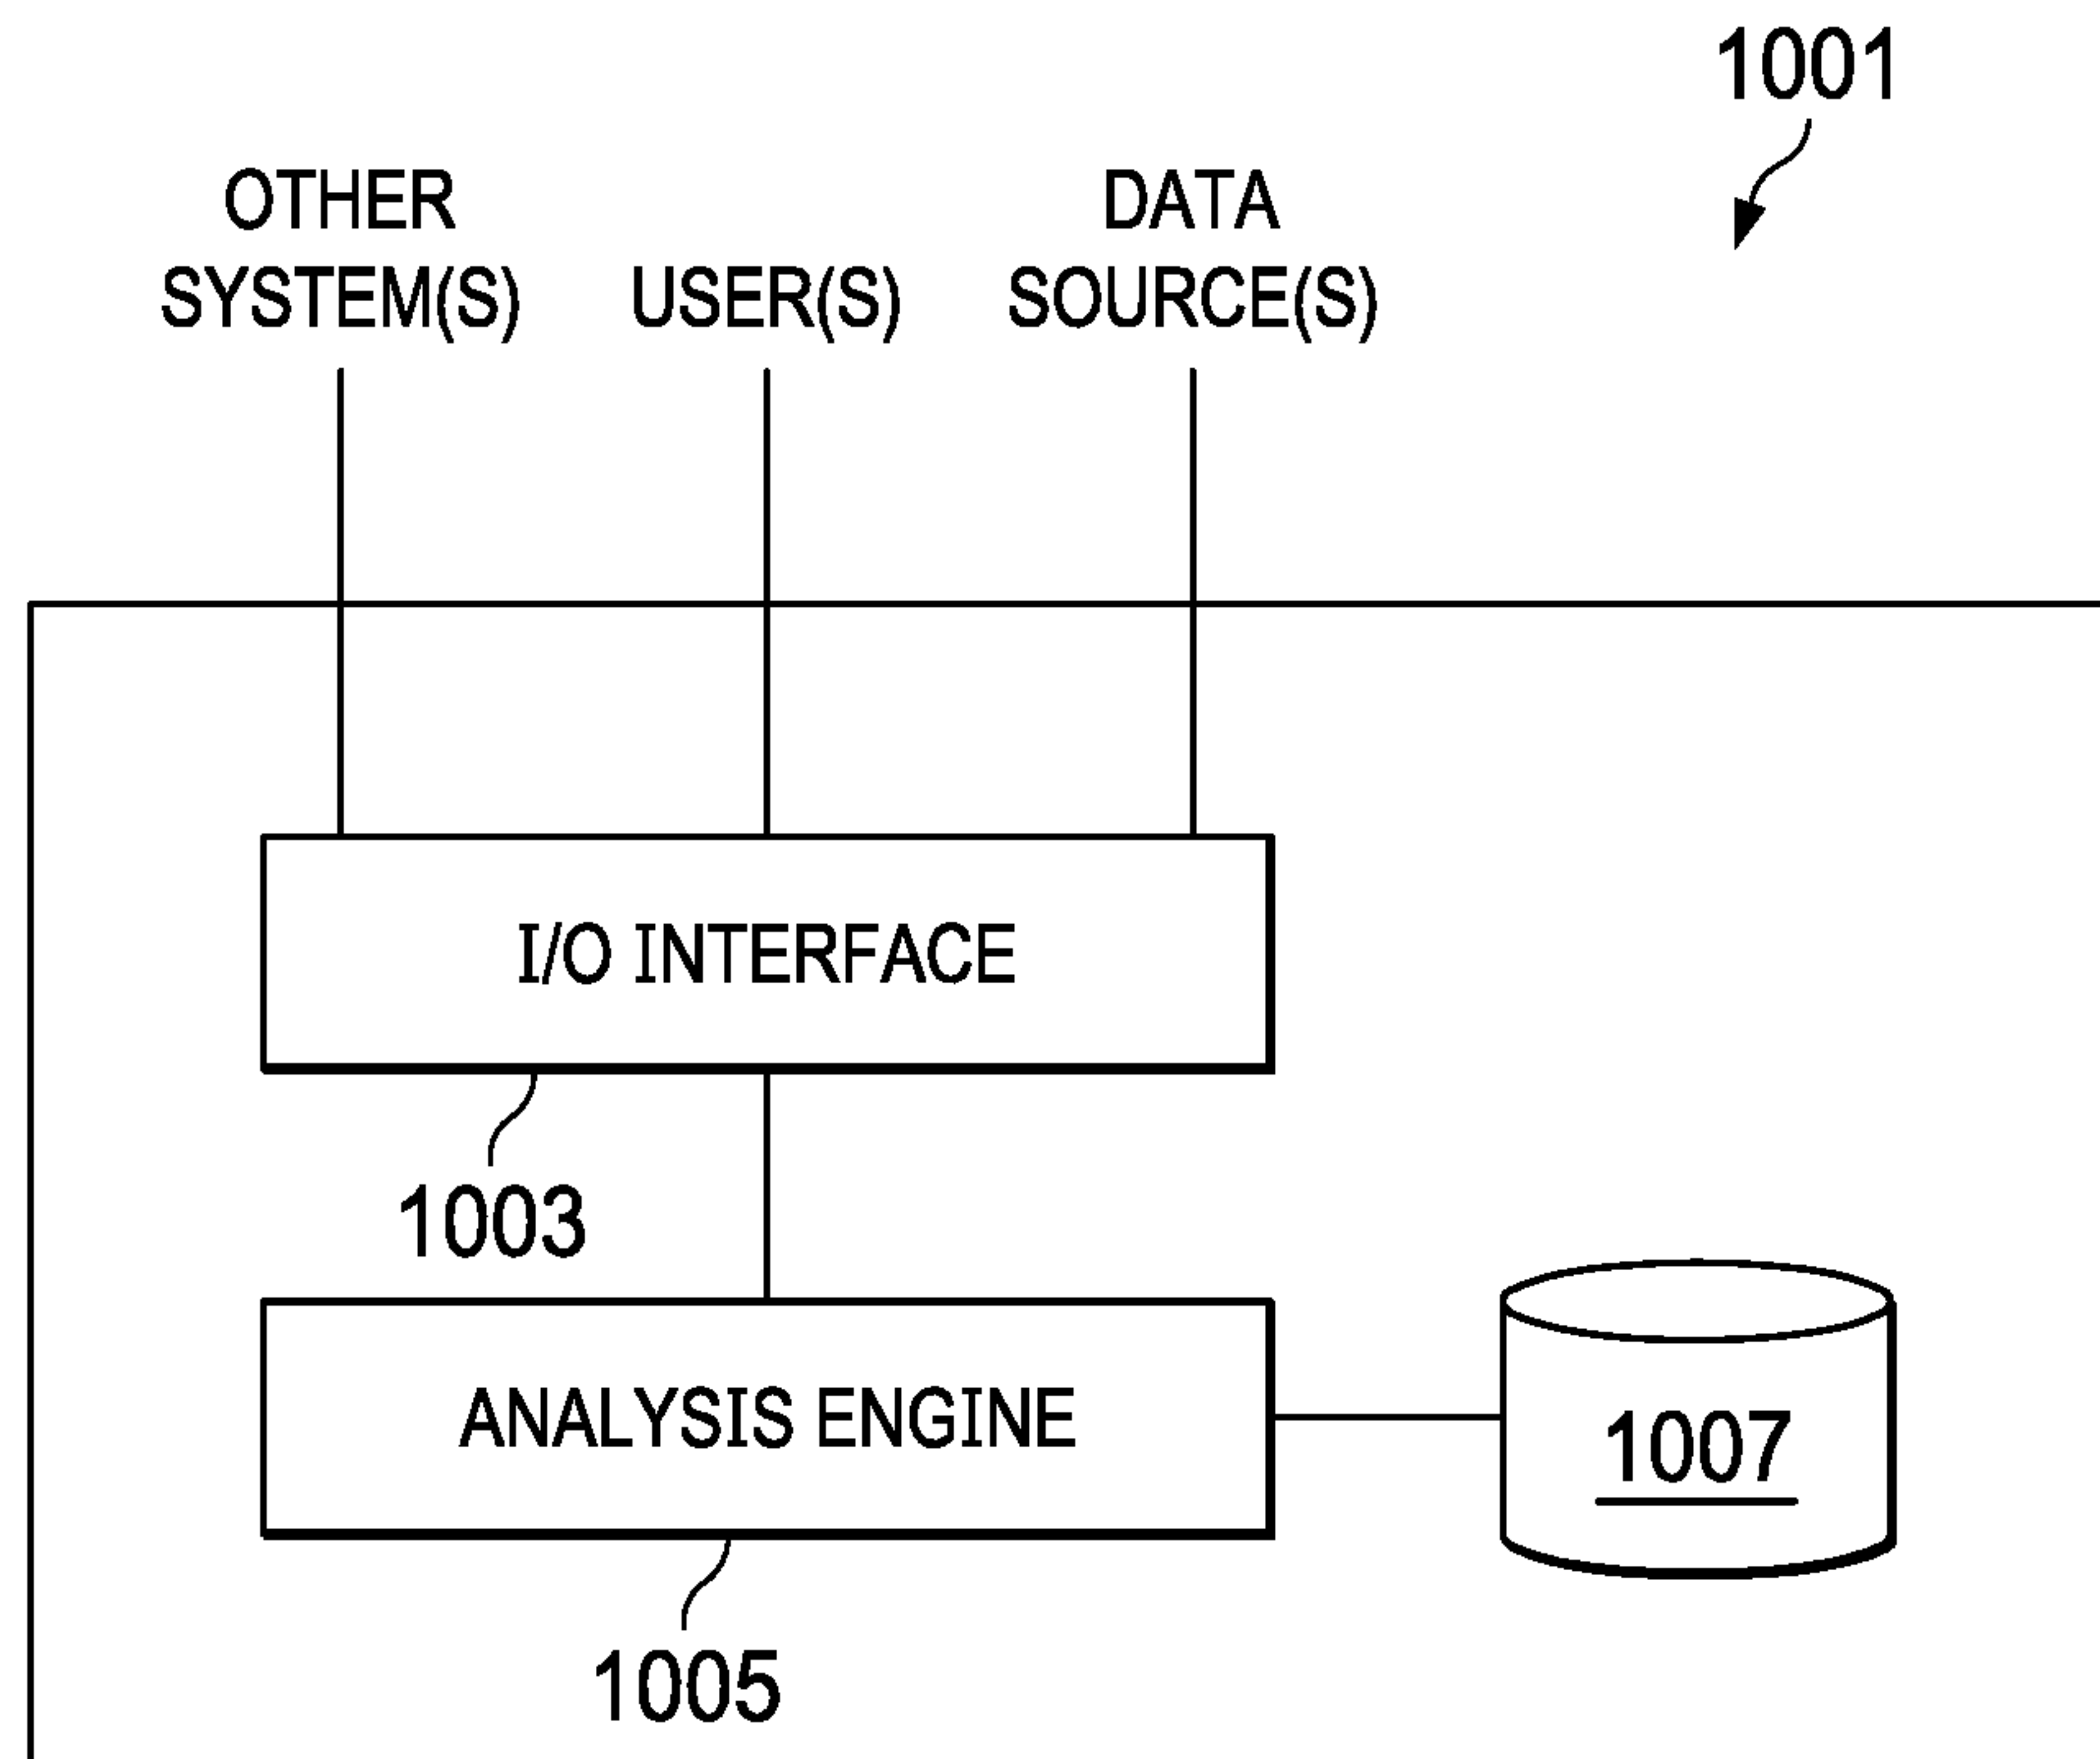 1001
OTHER
SYSTEM(S)
USER(S)
DATA
SOURCE(S)
I/O INTERFACE
1003
ANALYSIS ENGINE
1007
1005